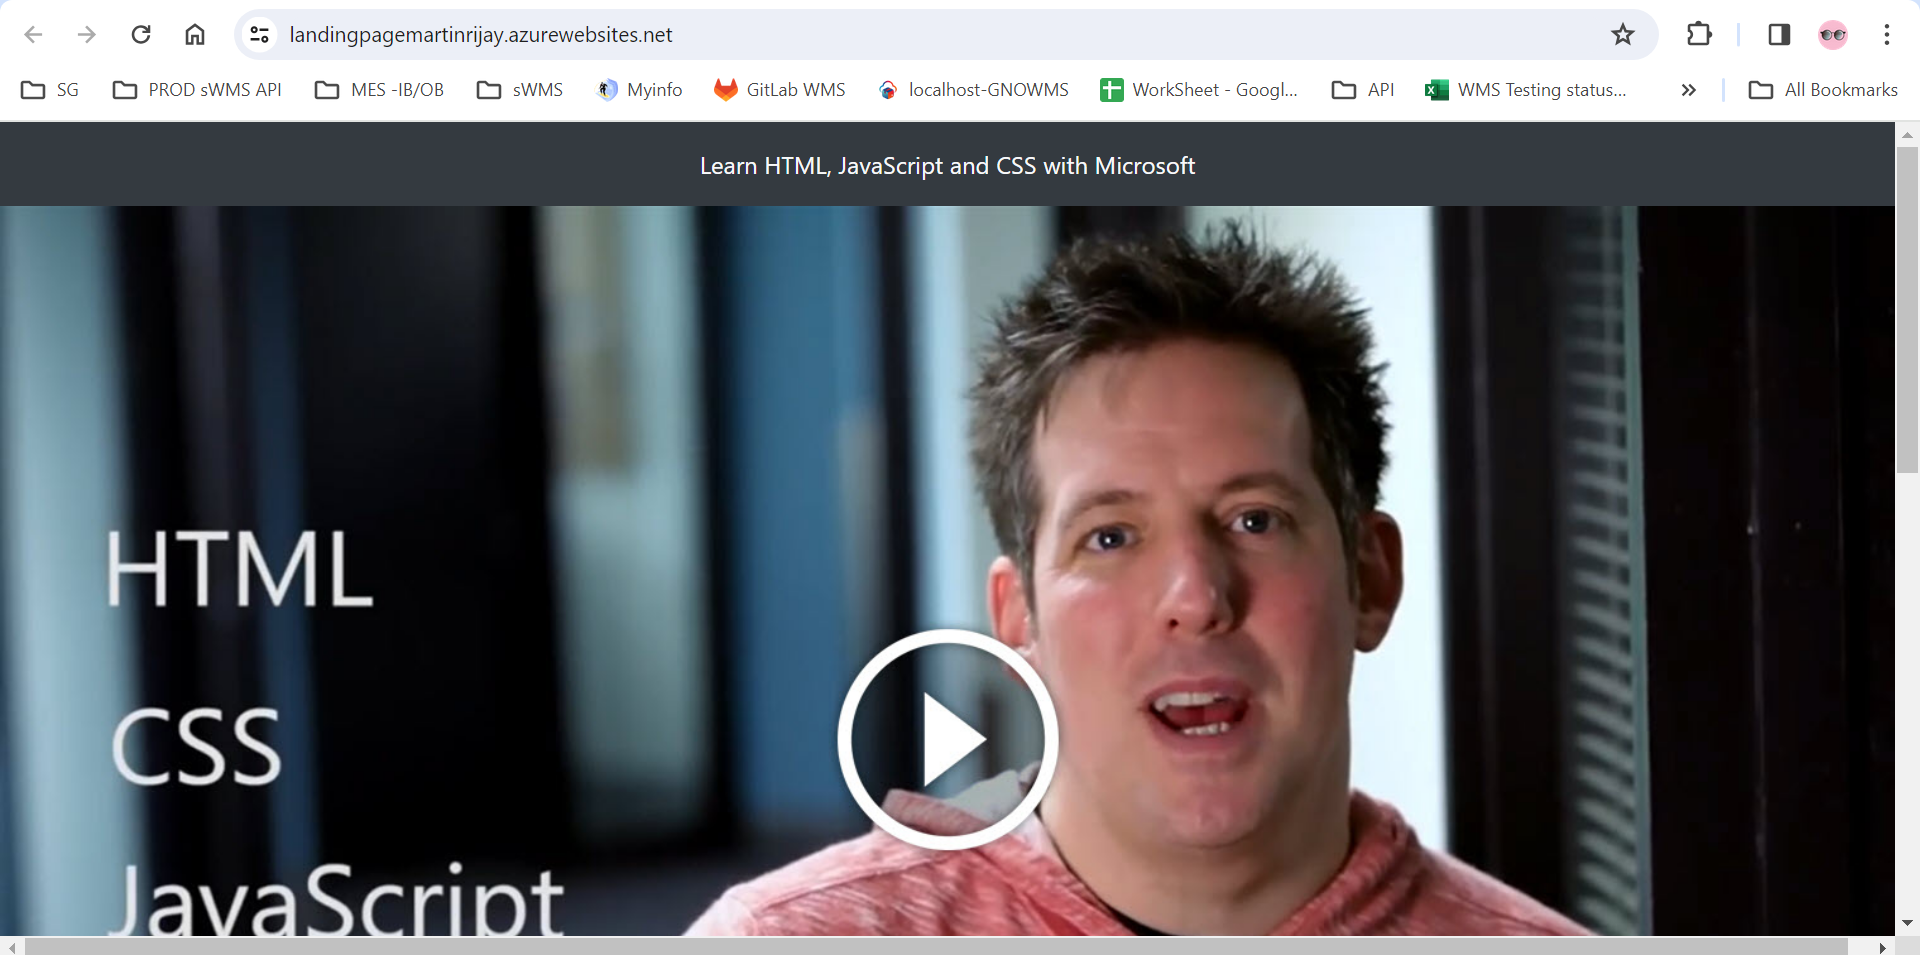 landingpagemartinrijay.azurewebsites.net
SG PROD sWMS API MES -IB/OB sWMS Myinfo GitLab WMS localhost-GNOWMS WorkSheet - Googl... API WMS Testing status... All Bookmarks
Learn HTML, JavaScript and CSS with Microsoft
HTML
CSS
JavaScript